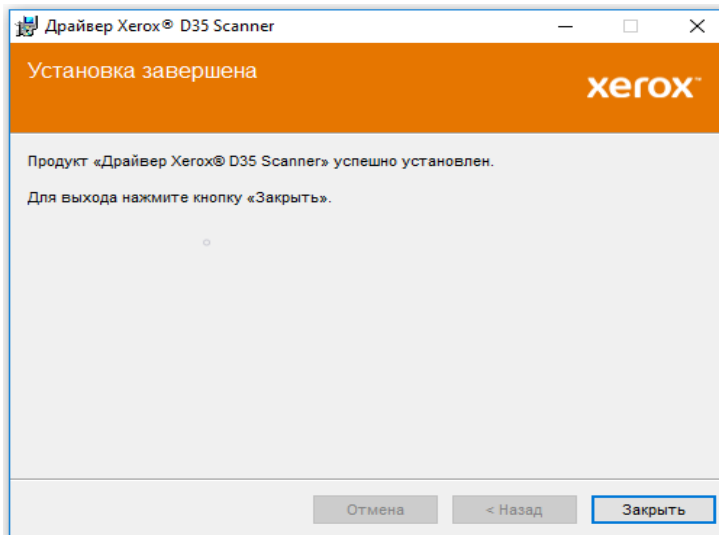 Драйвер Xerox® D35 Scanner
Установка завершена
xerox™
Продукт «Драйвер Xerox® D35 Scanner» успешно установлен.
Для выхода нажмите кнопку «Закрыть».
Отмена
< Назад
Закрыть